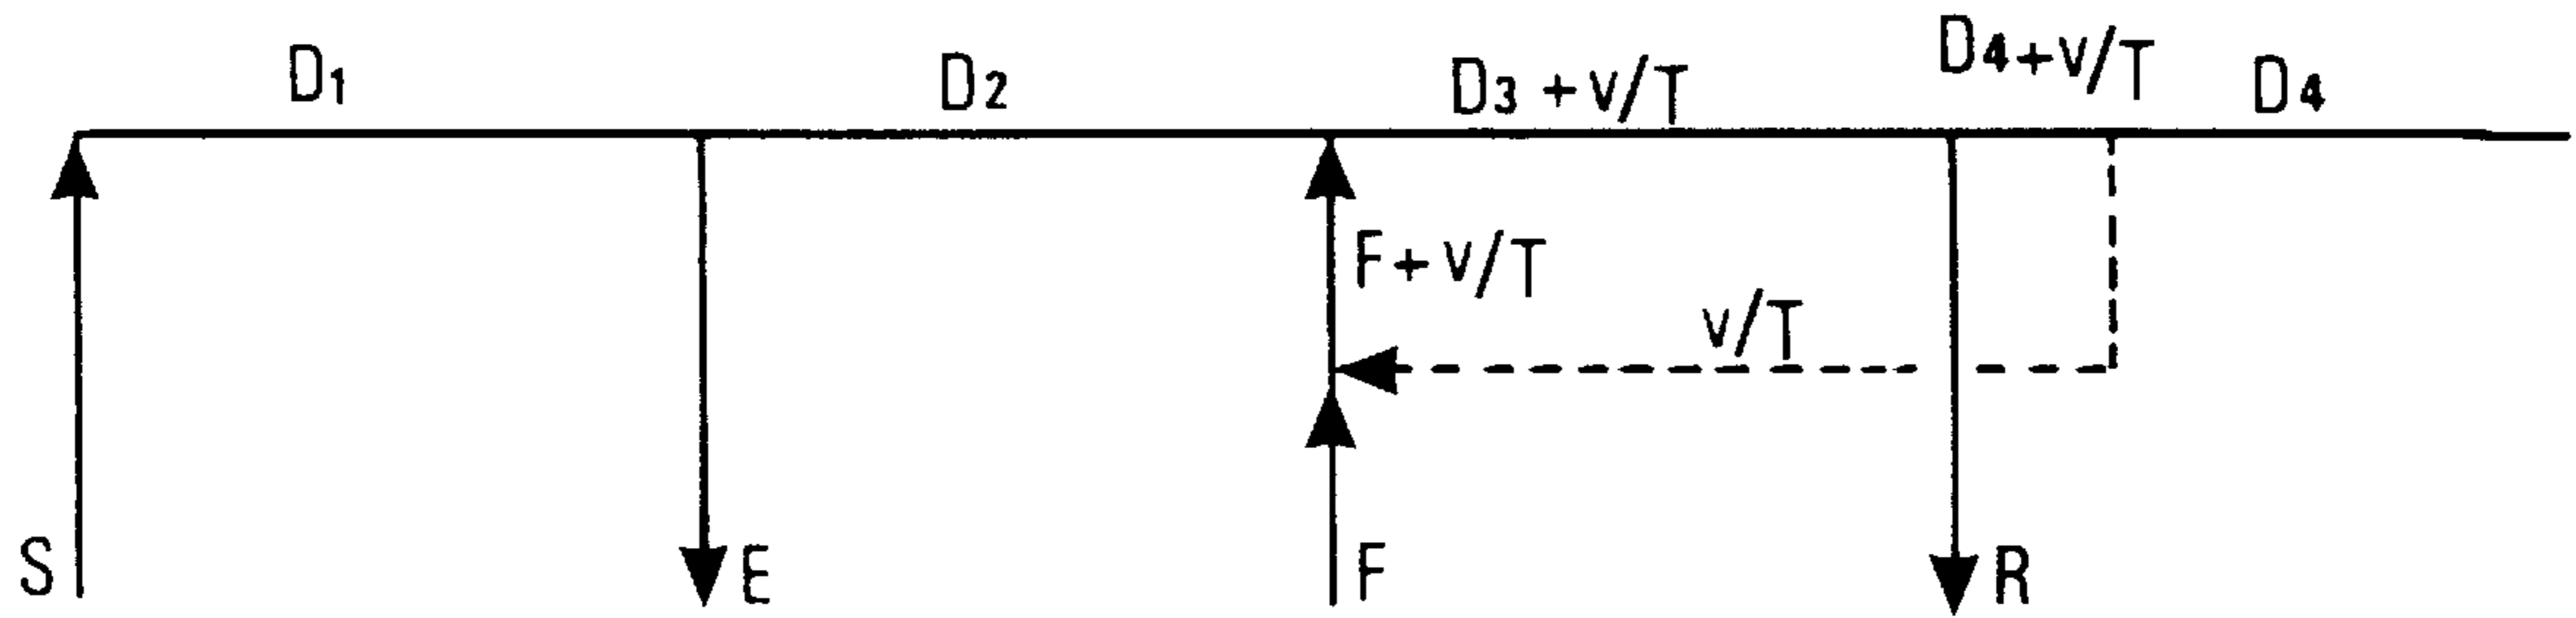 D1
D2
D3 + v/T
D4 + v/T
D4
F + v/T
v/T
S
E
F
R